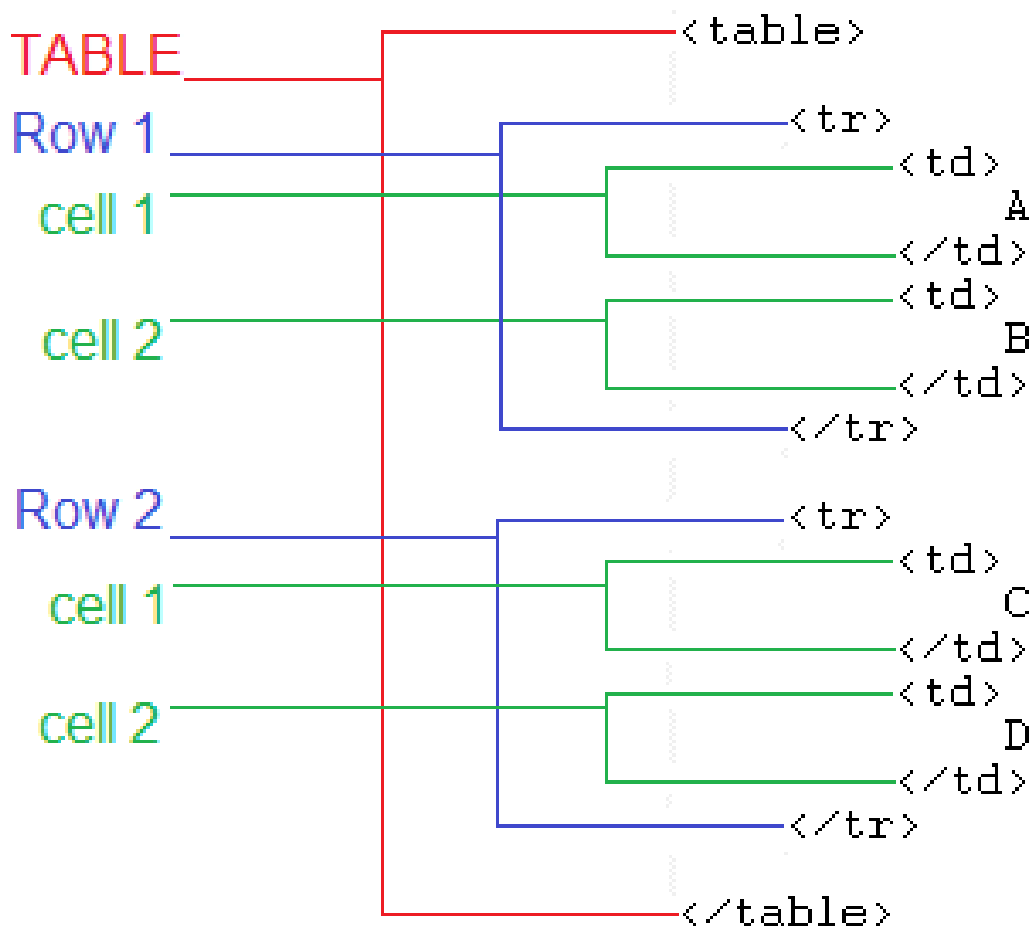 TABLE <table>
Row 1 <tr>
cell 1 <td>
A
</td>
cell 2 <td>
B
</td>
</tr>
Row 2 <tr>
cell 1 <td>
C
</td>
cell 2 <td>
D
</td>
</tr>
</table>